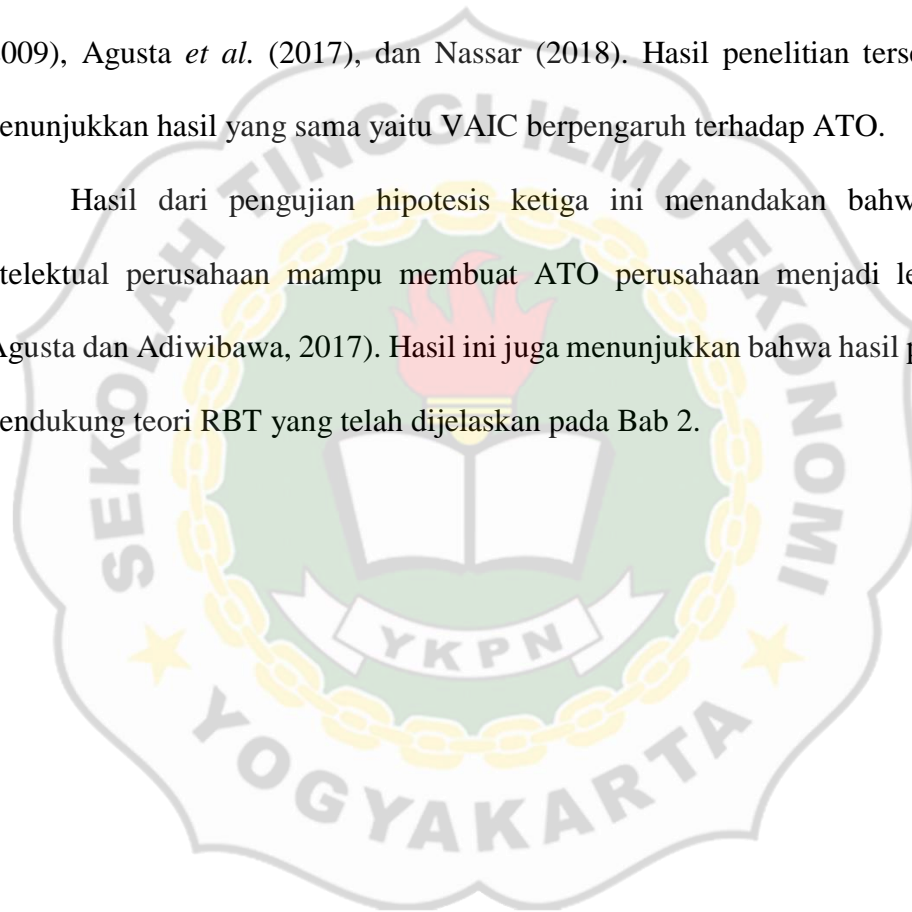 009), Agusta et al. (2017), dan Nassar (2018). Hasil penelitian terse
enunjukkan hasil yang sama yaitu VAIC berpengaruh terhadap ATO.
Hasil dari pengujian hipotesis ketiga ini menandakan bahw
telektual perusahaan mampu membuat ATO perusahaan menjadi le
Agusta dan Adiwibawa, 2017). Hasil ini juga menunjukkan bahwa hasil p
endukung teori RBT yang telah dijelaskan pada Bab 2.
SEKOLAH TINGGI ILMU EKONOMI
YKPN
YOGYAKARTA